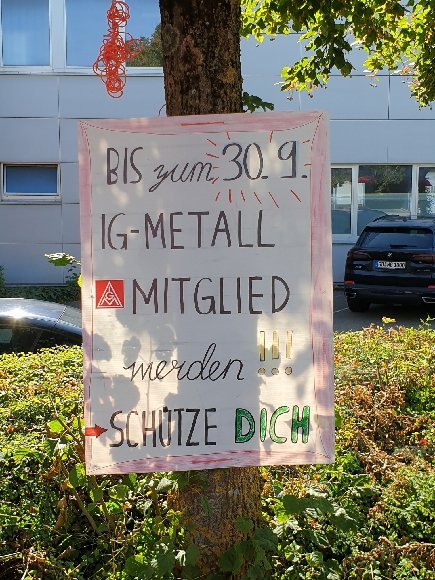 BIS zum 30.9.
IG-METALL
MITGLIED
werden !!!
SCHÜTZE DICH